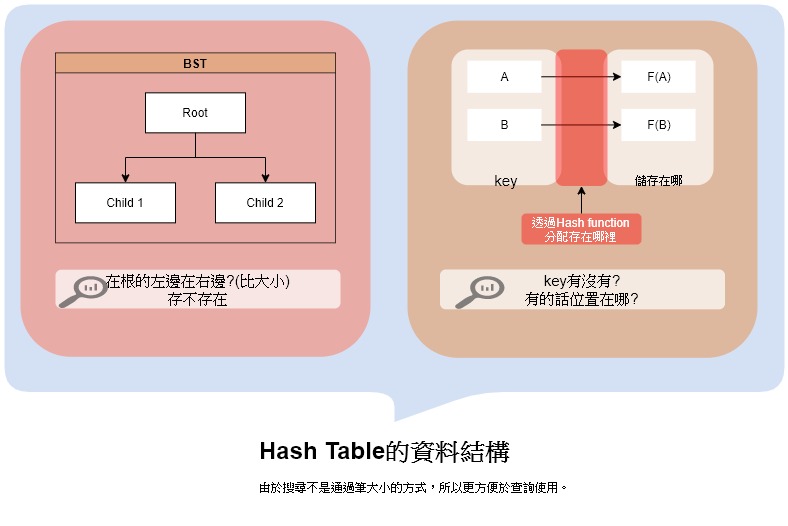 BST
Root
Child 1
Child 2
在根的左邊在右邊?(比大小)
存不存在
A
F(A)
B
F(B)
key
儲存在哪
透過Hash function
分配存在哪裡
key有沒有?
有的話位置在哪?
Hash Table的資料結構
由於搜尋不是通過筆大小的方式，所以更方便於查詢使用。